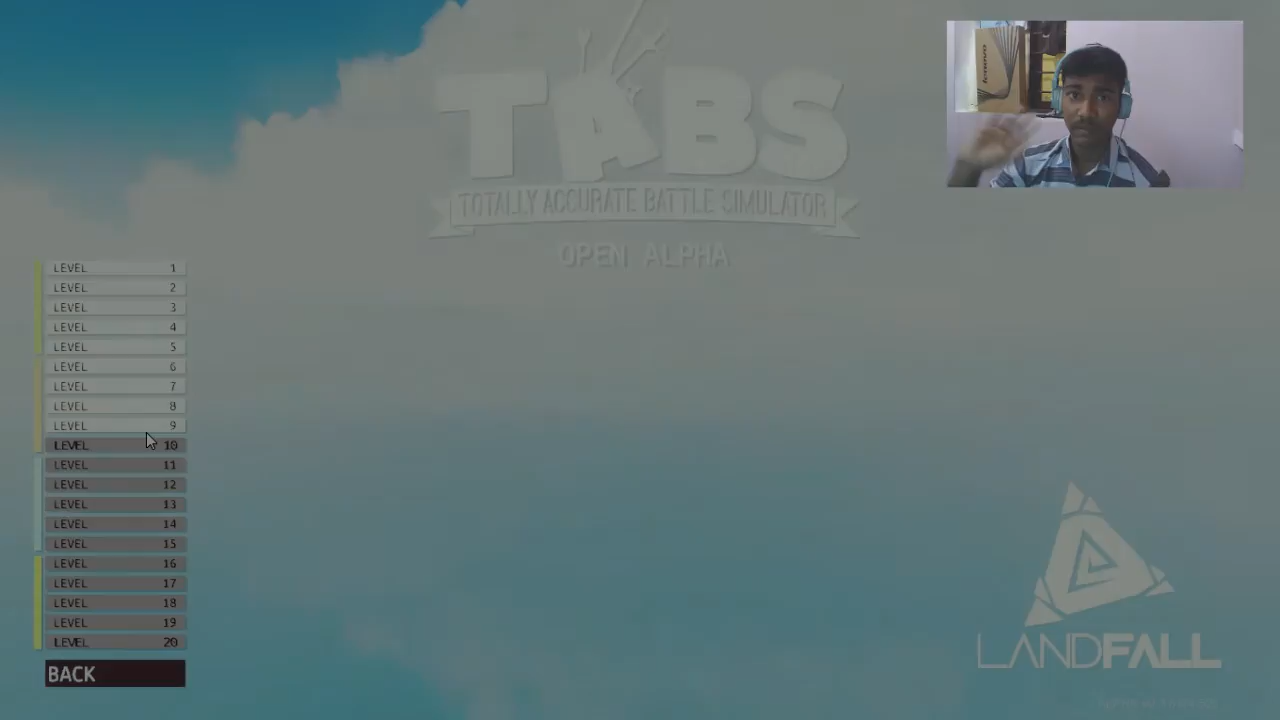 TABS
TOTALLY ACCURATE BATTLE SIMULATOR
OPEN ALPHA
lenovo
LEVEL 1
LEVEL 2
LEVEL 3
LEVEL 4
LEVEL 5
LEVEL 6
LEVEL 7
LEVEL 8
LEVEL 9
LEVEL 10
LEVEL 11
LEVEL 12
LEVEL 13
LEVEL 14
LEVEL 15
LEVEL 16
LEVEL 17
LEVEL 18
LEVEL 19
LEVEL 20
BACK
LANDFALL